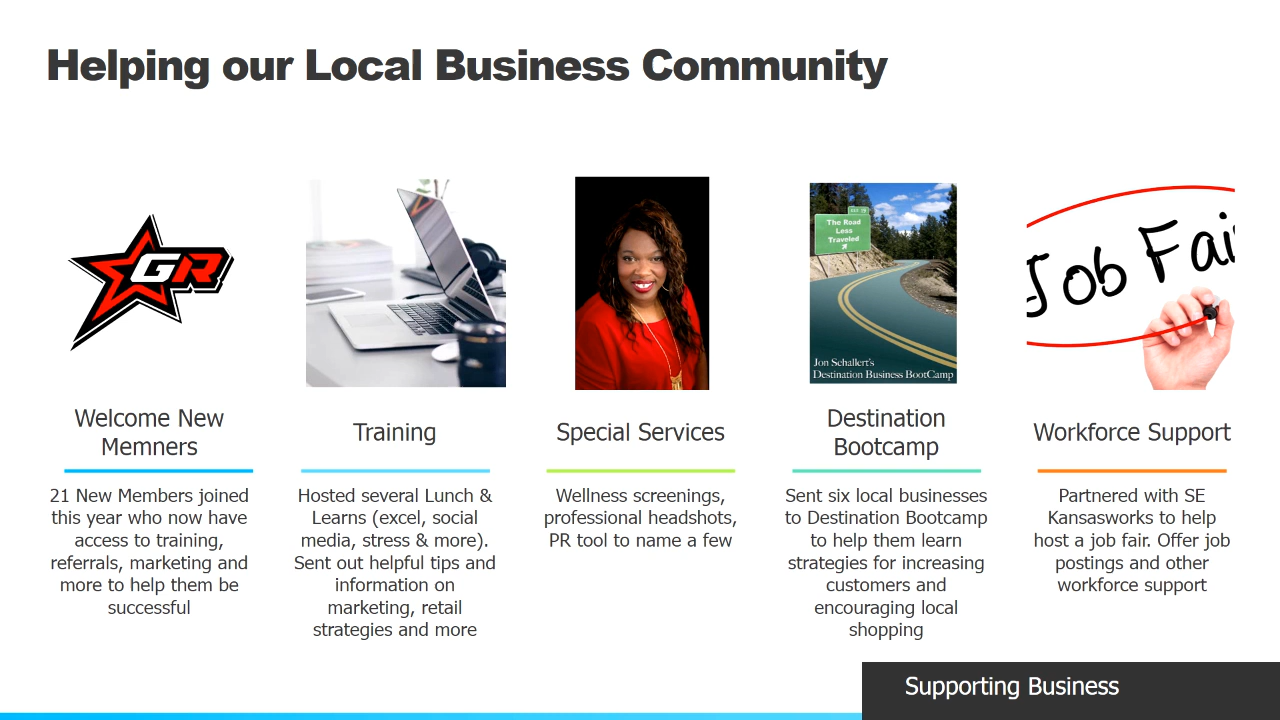 Helping our Local Business Community
GR
The Road
Less
Traveled
Jon Schallert's
Destination Business BootCamp
Job Fai
Welcome New
Memners
Training
Special Services
Destination
Bootcamp
Workforce Support
21 New Members joined
this year who now have
access to training,
referrals, marketing and
more to help them be
successful
Hosted several Lunch &
Learns (excel, social
media, stress & more).
Sent out helpful tips and
information on
marketing, retail
strategies and more
Wellness screenings,
professional headshots,
PR tool to name a few
Sent six local businesses
to Destination Bootcamp
to help them learn
strategies for increasing
customers and
encouraging local
shopping
Partnered with SE
Kansasworks to help
host a job fair. Offer job
postings and other
workforce support
Supporting Business